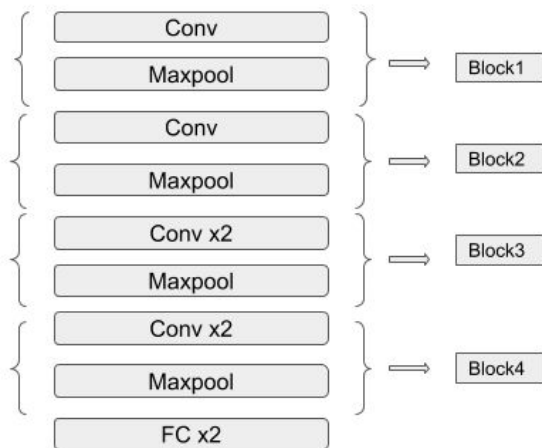 Conv
Maxpool
Block1
Conv
Maxpool
Block2
Conv x2
Maxpool
Block3
Conv x2
Maxpool
Block4
FC x2